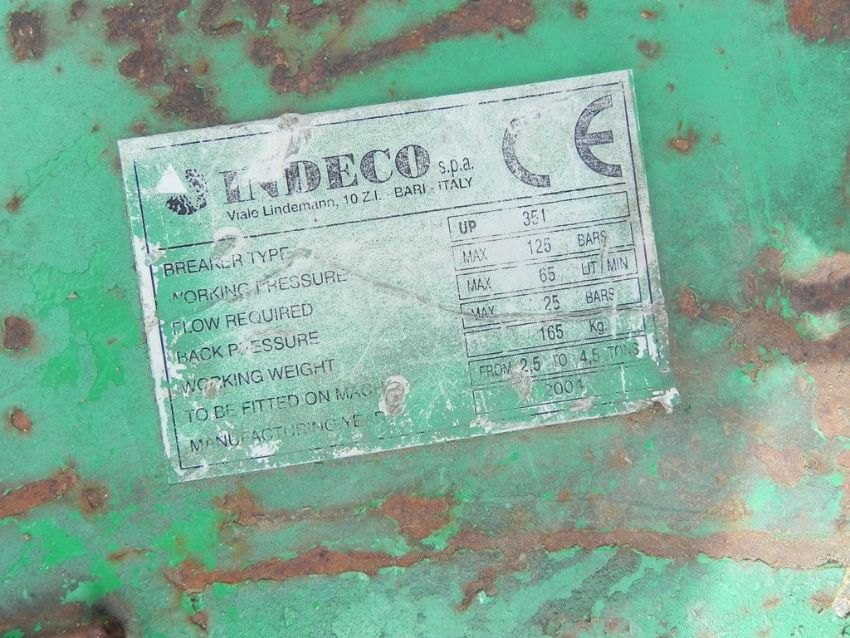 INDECO s.p.a. CE
Viale Lindemann, 10 Z.I. - BARI - ITALY
BREAKER TYPE UP 351
WORKING PRESSURE MAX 125 BARS
FLOW REQUIRED MAX 65 LIT / MIN
BACK PRESSURE MAX 25 BARS
WORKING WEIGHT 165 Kg.
TO BE FITTED ON MACH FROM 2,5 TO 4,5 TONS
MANUFACTURING YE 2001